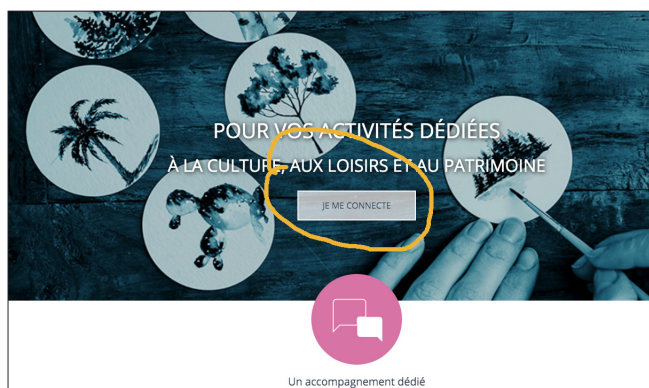 POUR VOS ACTIVITÉS DÉDIÉES
À LA CULTURE, AUX LOISIRS ET AU PATRIMOINE
JE ME CONNECTE
Un accompagnement dédié